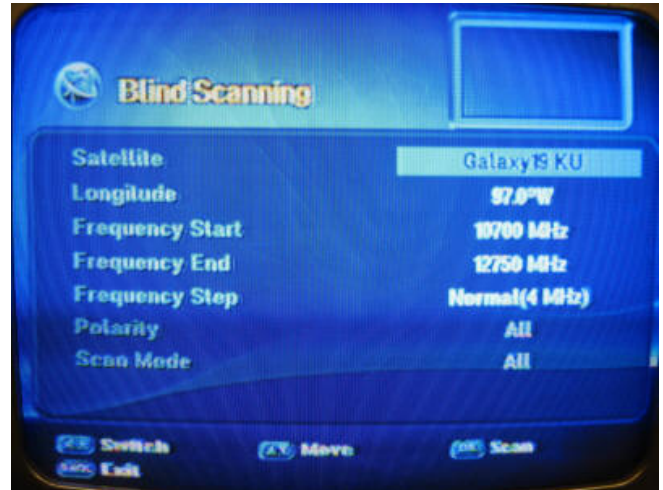 Blind Scanning
Satellite Galaxy19 KU
Longitude 97.0°W
Frequency Start 10700 MHz
Frequency End 12750 MHz
Frequency Step Normal(4 MHz)
Polarity All
Scan Mode All
Switch Move OK Scan
Exit